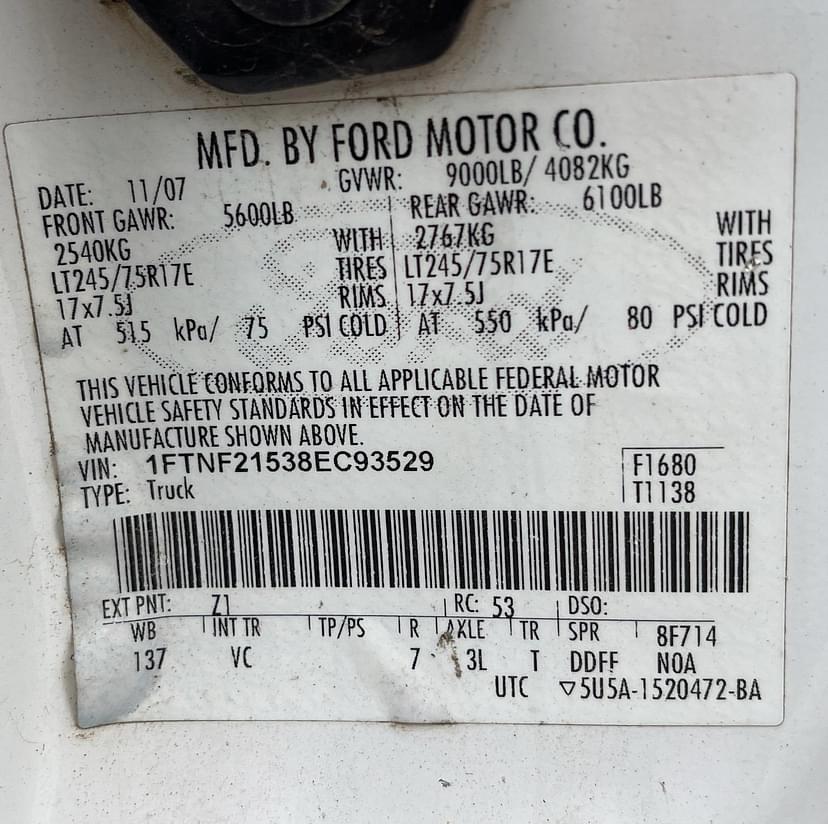 MFD. BY FORD MOTOR CO.
DATE: 11/07 GVWR: 9000LB/ 4082KG
FRONT GAWR: 5600LB REAR GAWR: 6100LB
2540KG WITH 2767KG WITH
LT245/75R17E TIRES LT245/75R17E TIRES
17x7.5J RIMS 17x7.5J RIMS
AT 515 kPa/ 75 PSI COLD AT 550 kPa/ 80 PSI COLD
THIS VEHICLE CONFORMS TO ALL APPLICABLE FEDERAL MOTOR
VEHICLE SAFETY STANDARDS IN EFFECT ON THE DATE OF
MANUFACTURE SHOWN ABOVE.
VIN: 1FTNF21538EC93529 F1680
TYPE: Truck T1138
EXT PNT: Z1 RC: 53 DSO:
WB INT TR TP/PS R AXLE TR SPR 8F714
137 VC 7 3L T DDFF NOA
UTC ▽5U5A-1520472-BA